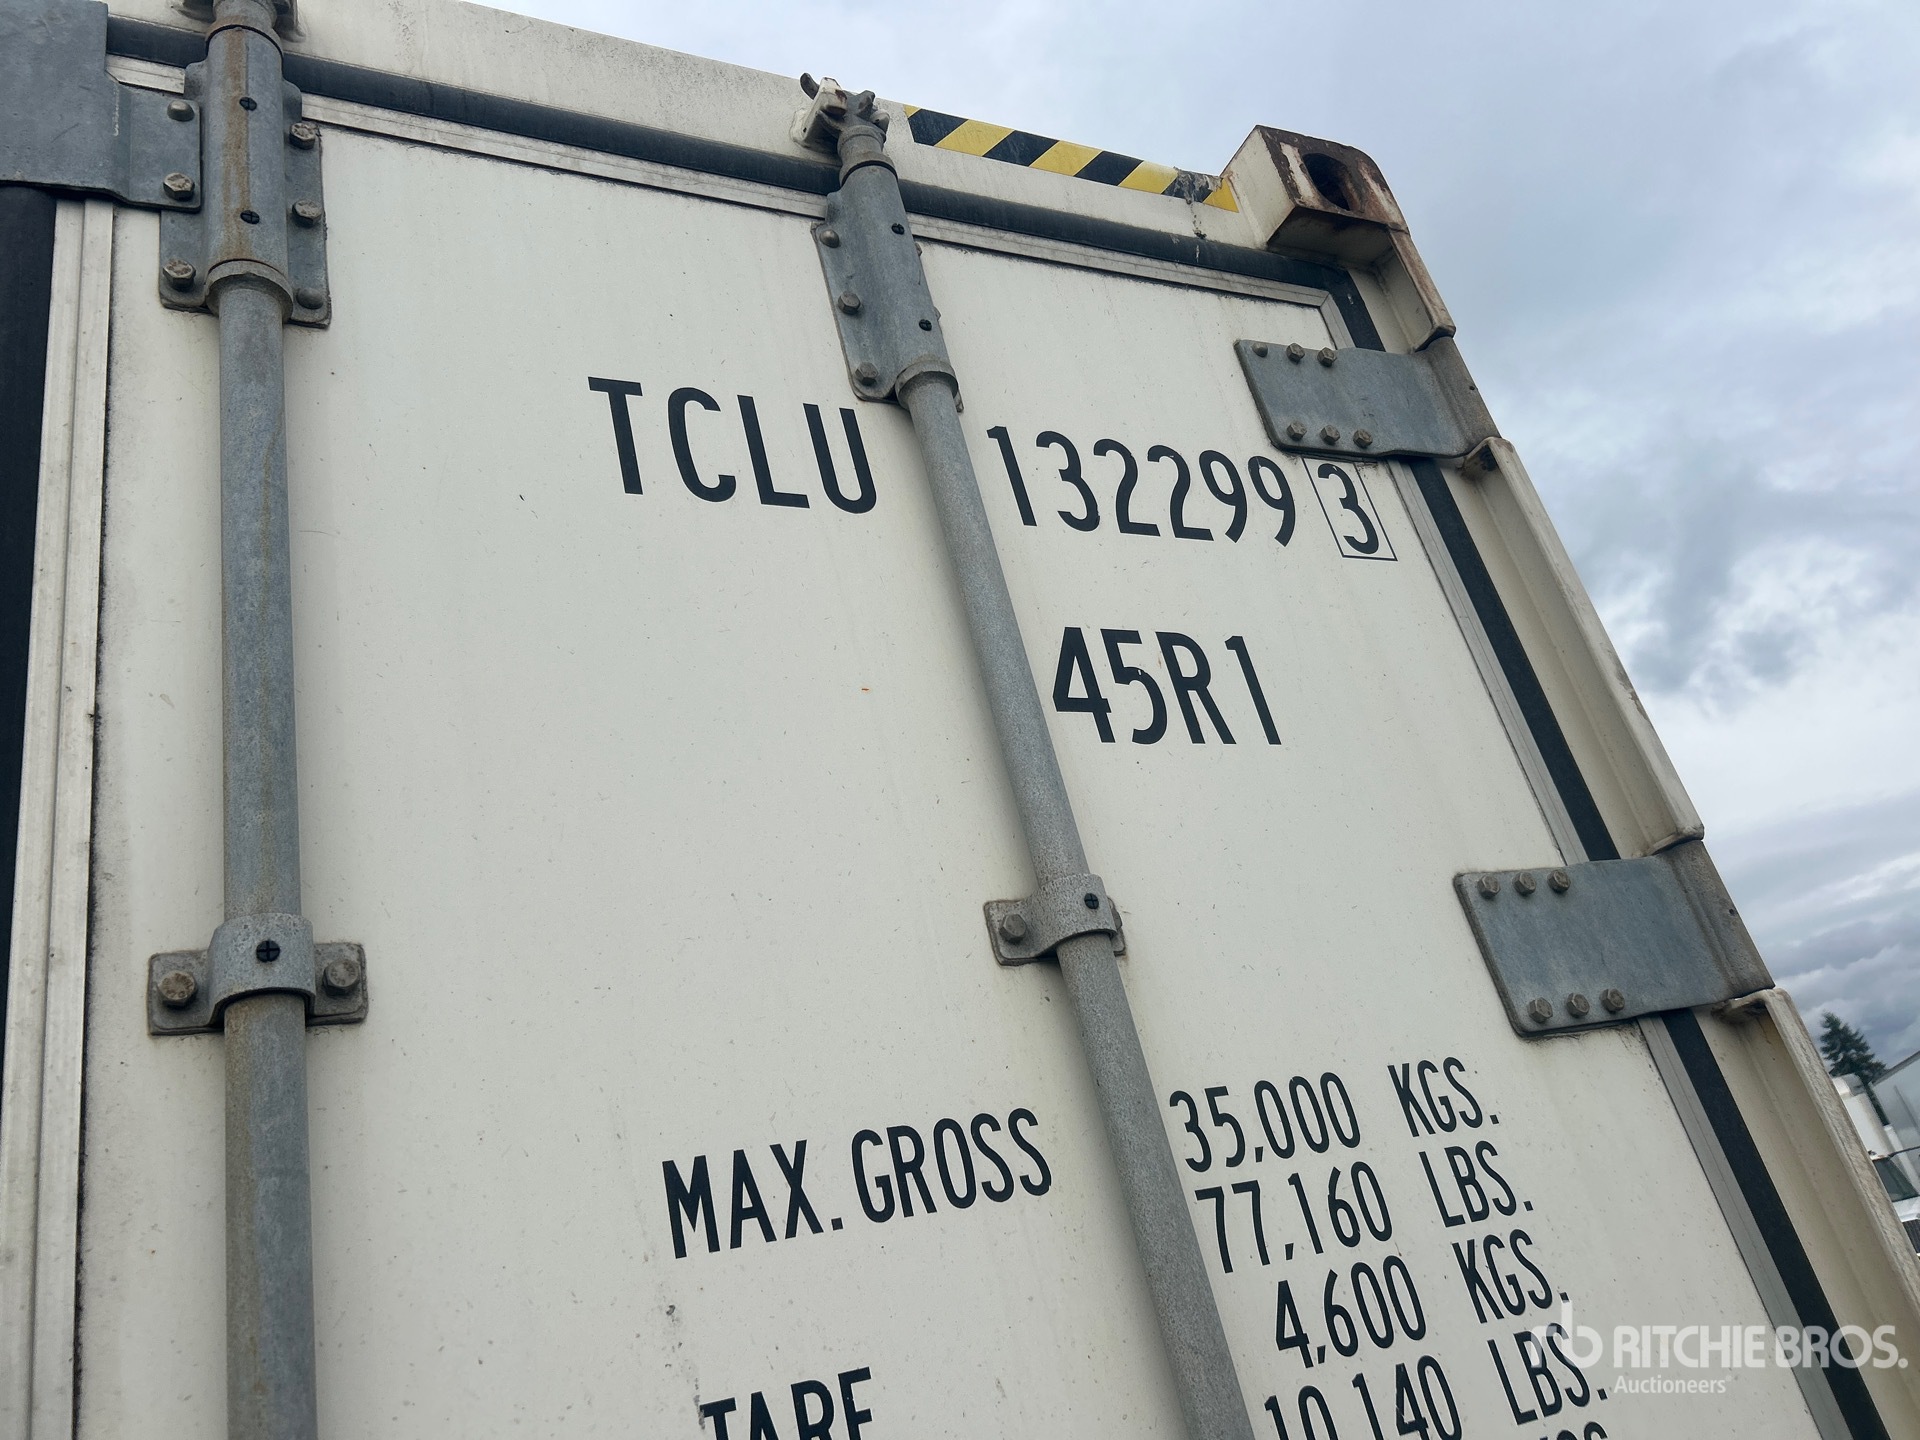 TCLU 132299 3
45R1
MAX. GROSS 35,000 KGS.
77,160 LBS.
TARE 4,600 KGS.
10,140 LBS.
KGS
RITCHIE BROS.
Auctioneers